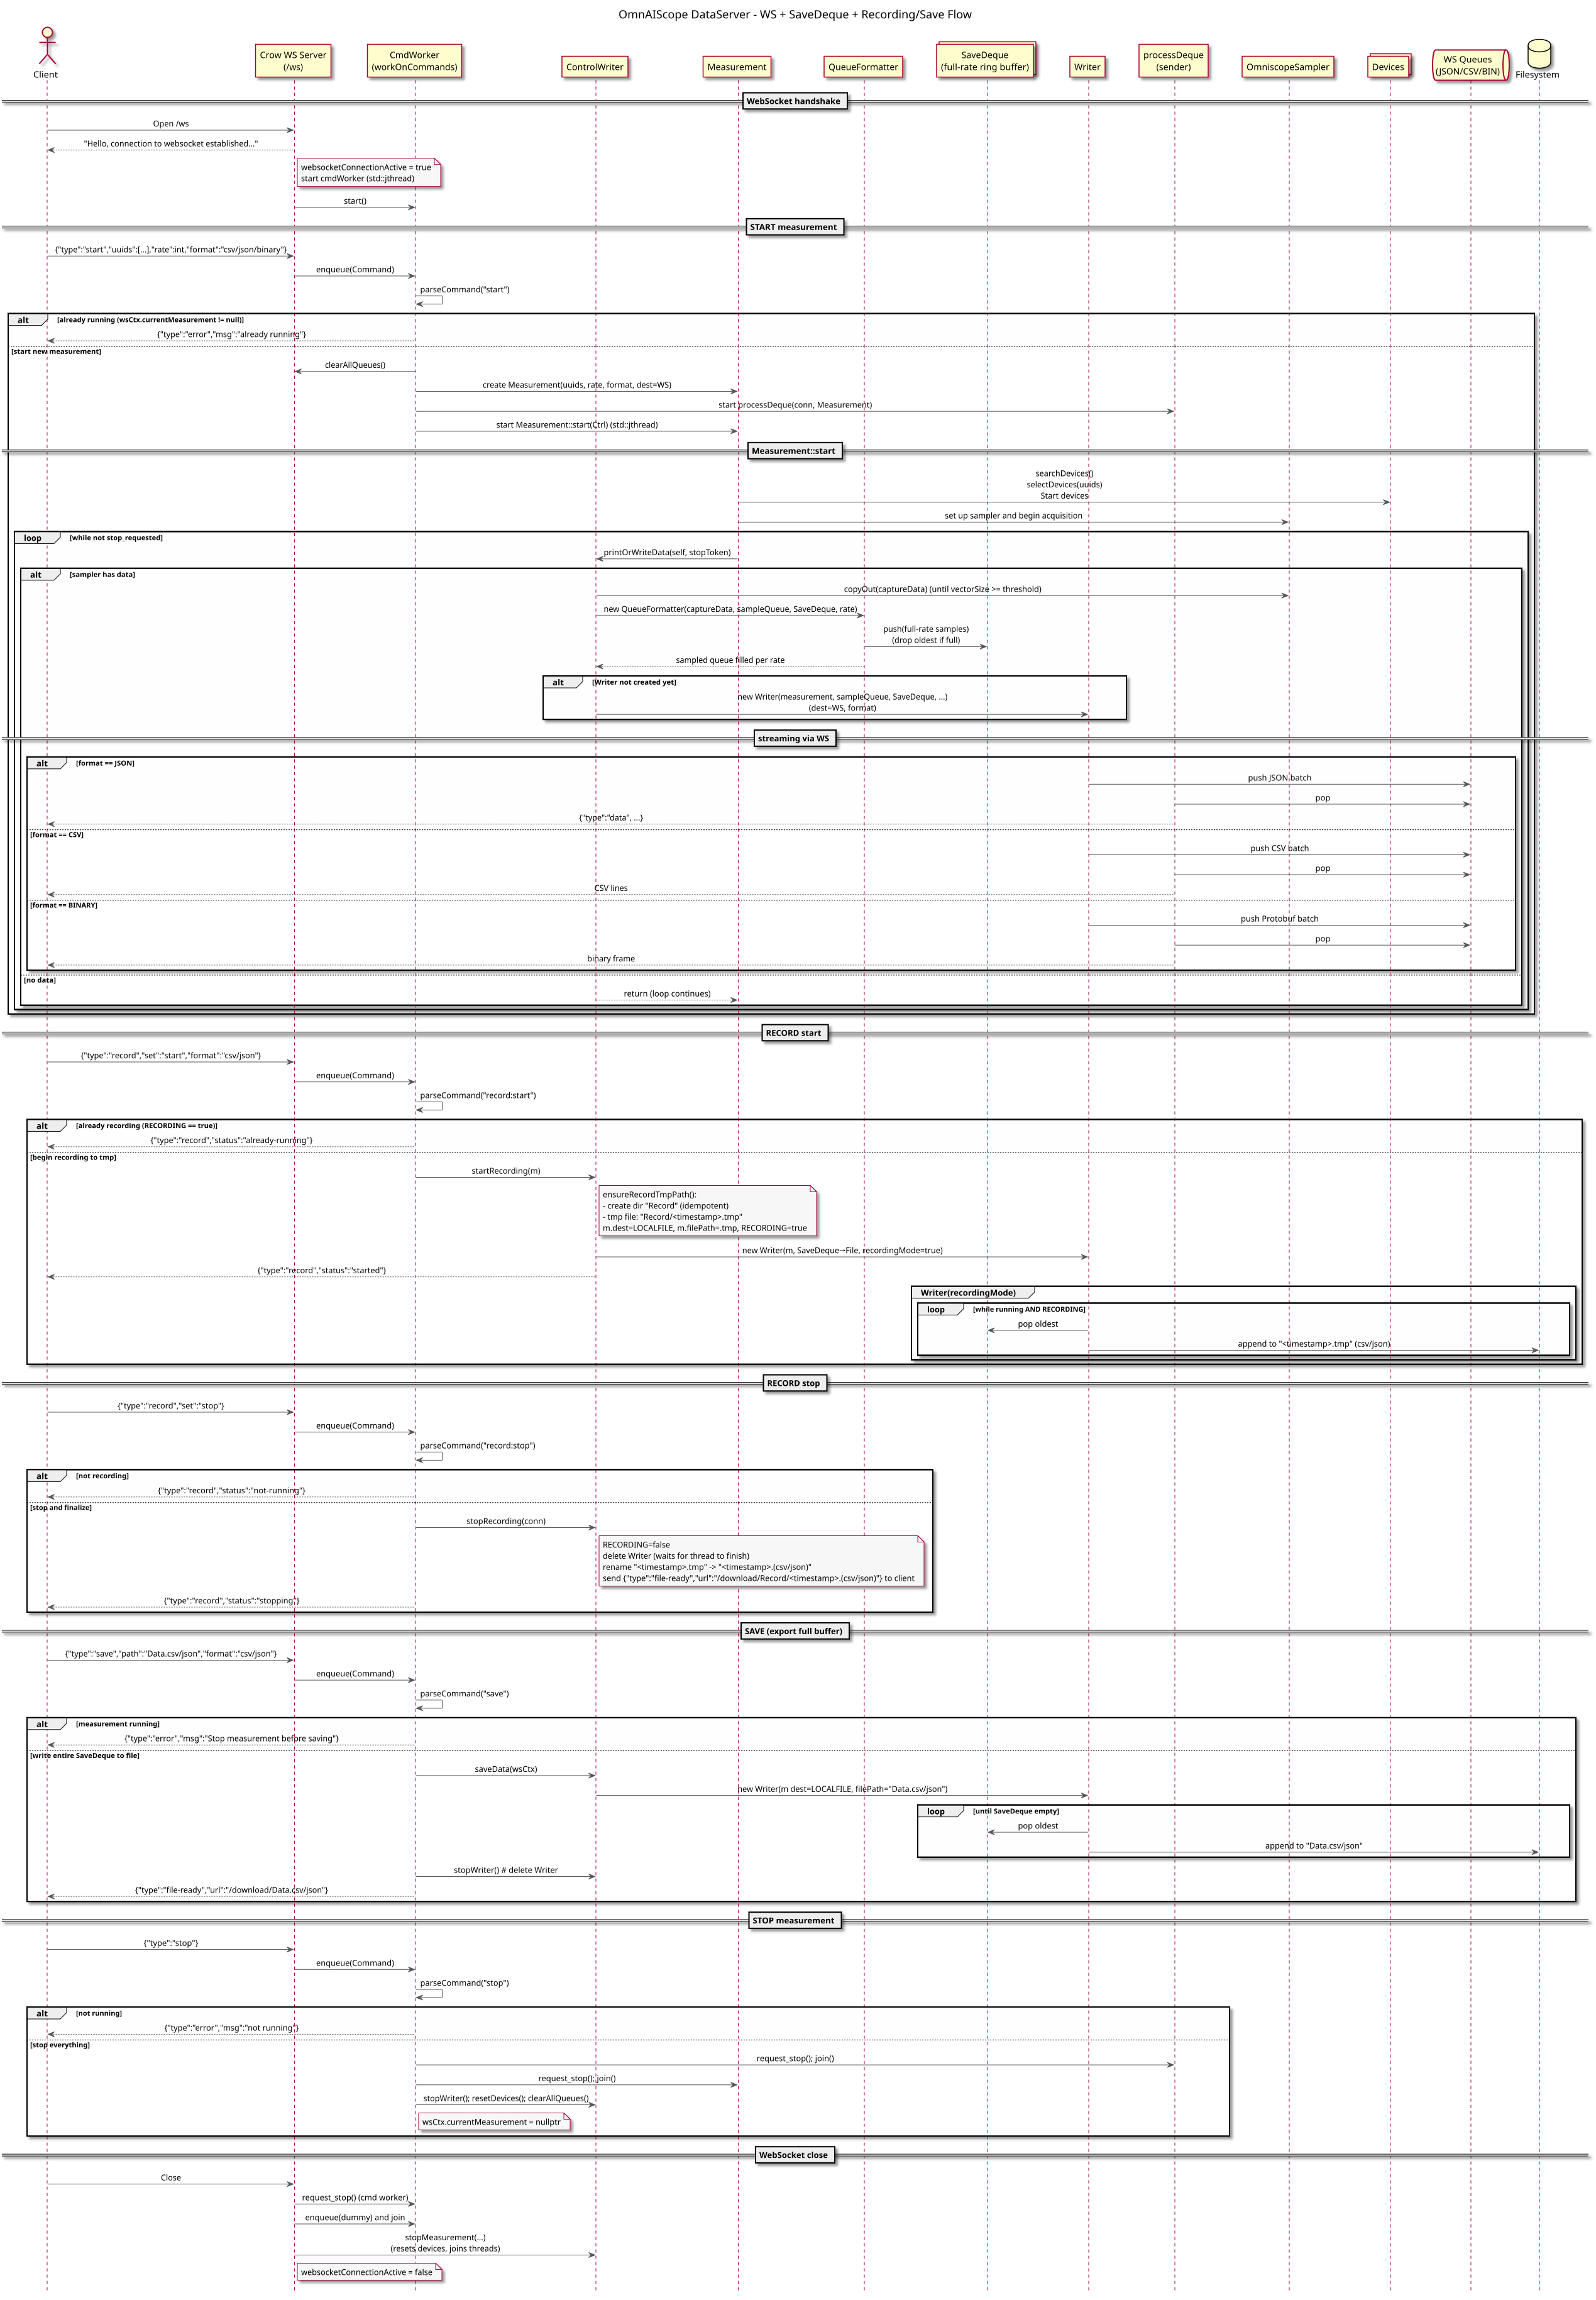 OmnAIScope DataServer - WS + SaveDeque + Recording/Save Flow
Client
Crow WS Server
(/ws)
CmdWorker
(workOnCommands)
ControlWriter
Measurement
QueueFormatter
SaveDeque
(full-rate ring buffer)
Writer
processDeque
(sender)
OmniscopeSampler
Devices
WS Queues
(JSON/CSV/BIN)
Filesystem
WebSocket handshake
Open /ws
"Hello, connection to websocket established..."
websocketConnectionActive = true
start cmdWorker (std::jthread)
start()
START measurement
{"type":"start","uuids":[...],"rate":int,"format":"csv/json/binary"}
enqueue(Command)
parseCommand("start")
alt [already running (wsCtx.currentMeasurement != null)]
{"type":"error","msg":"already running"}
[start new measurement]
clearAllQueues()
create Measurement(uuids, rate, format, dest=WS)
start processDeque(conn, Measurement)
start Measurement::start(Ctrl) (std::jthread)
Measurement::start
searchDevices()
selectDevices(uuids)
Start devices
set up sampler and begin acquisition
loop [while not stop_requested]
printOrWriteData(self, stopToken)
alt [sampler has data]
copyOut(captureData) (until vectorSize >= threshold)
new QueueFormatter(captureData, sampleQueue, SaveDeque, rate)
push(full-rate samples)
(drop oldest if full)
sampled queue filled per rate
alt [Writer not created yet]
new Writer(measurement, sampleQueue, SaveDeque, ...)
(dest=WS, format)
streaming via WS
alt [format == JSON]
push JSON batch
pop
{"type":"data", ...}
[format == CSV]
push CSV batch
pop
CSV lines
[format == BINARY]
push Protobuf batch
pop
binary frame
[no data]
return (loop continues)
RECORD start
{"type":"record","set":"start","format":"csv/json"}
enqueue(Command)
parseCommand("record:start")
alt [already recording (RECORDING == true)]
{"type":"record","status":"already-running"}
[begin recording to tmp]
startRecording(m)
ensureRecordTmpPath():
- create dir "Record" (idempotent)
- tmp file: "Record/<timestamp>.tmp"
m.dest=LOCALFILE, m.filePath=.tmp, RECORDING=true
new Writer(m, SaveDeque→File, recordingMode=true)
{"type":"record","status":"started"}
Writer(recordingMode)
loop [while running AND RECORDING]
pop oldest
append to "<timestamp>.tmp" (csv/json)
RECORD stop
{"type":"record","set":"stop"}
enqueue(Command)
parseCommand("record:stop")
alt [not recording]
{"type":"record","status":"not-running"}
[stop and finalize]
stopRecording(conn)
RECORDING=false
delete Writer (waits for thread to finish)
rename "<timestamp>.tmp" -> "<timestamp>.(csv/json)"
send {"type":"file-ready","url":"/download/Record/<timestamp>.(csv/json)"} to client
{"type":"record","status":"stopping"}
SAVE (export full buffer)
{"type":"save","path":"Data.csv/json","format":"csv/json"}
enqueue(Command)
parseCommand("save")
alt [measurement running]
{"type":"error","msg":"Stop measurement before saving"}
[write entire SaveDeque to file]
saveData(wsCtx)
new Writer(m dest=LOCALFILE, filePath="Data.csv/json")
loop [until SaveDeque empty]
pop oldest
append to "Data.csv/json"
stopWriter() # delete Writer
{"type":"file-ready","url":"/download/Data.csv/json"}
STOP measurement
{"type":"stop"}
enqueue(Command)
parseCommand("stop")
alt [not running]
{"type":"error","msg":"not running"}
[stop everything]
request_stop(); join()
request_stop(); join()
stopWriter(); resetDevices(); clearAllQueues()
wsCtx.currentMeasurement = nullptr
WebSocket close
Close
request_stop() (cmd worker)
enqueue(dummy) and join
stopMeasurement(...)
(resets devices, joins threads)
websocketConnectionActive = false